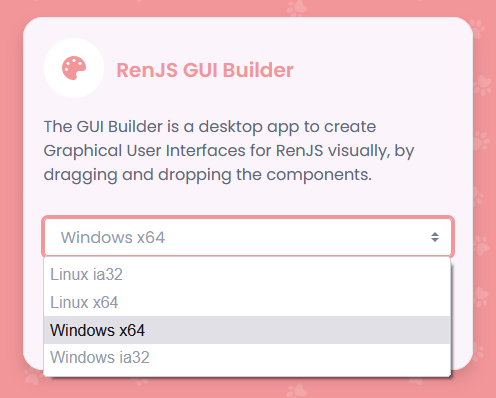 RenJS GUI Builder
The GUI Builder is a desktop app to create
Graphical User Interfaces for RenJS visually, by
dragging and dropping the components.
Windows x64
Linux ia32
Linux x64
Windows x64
Windows ia32